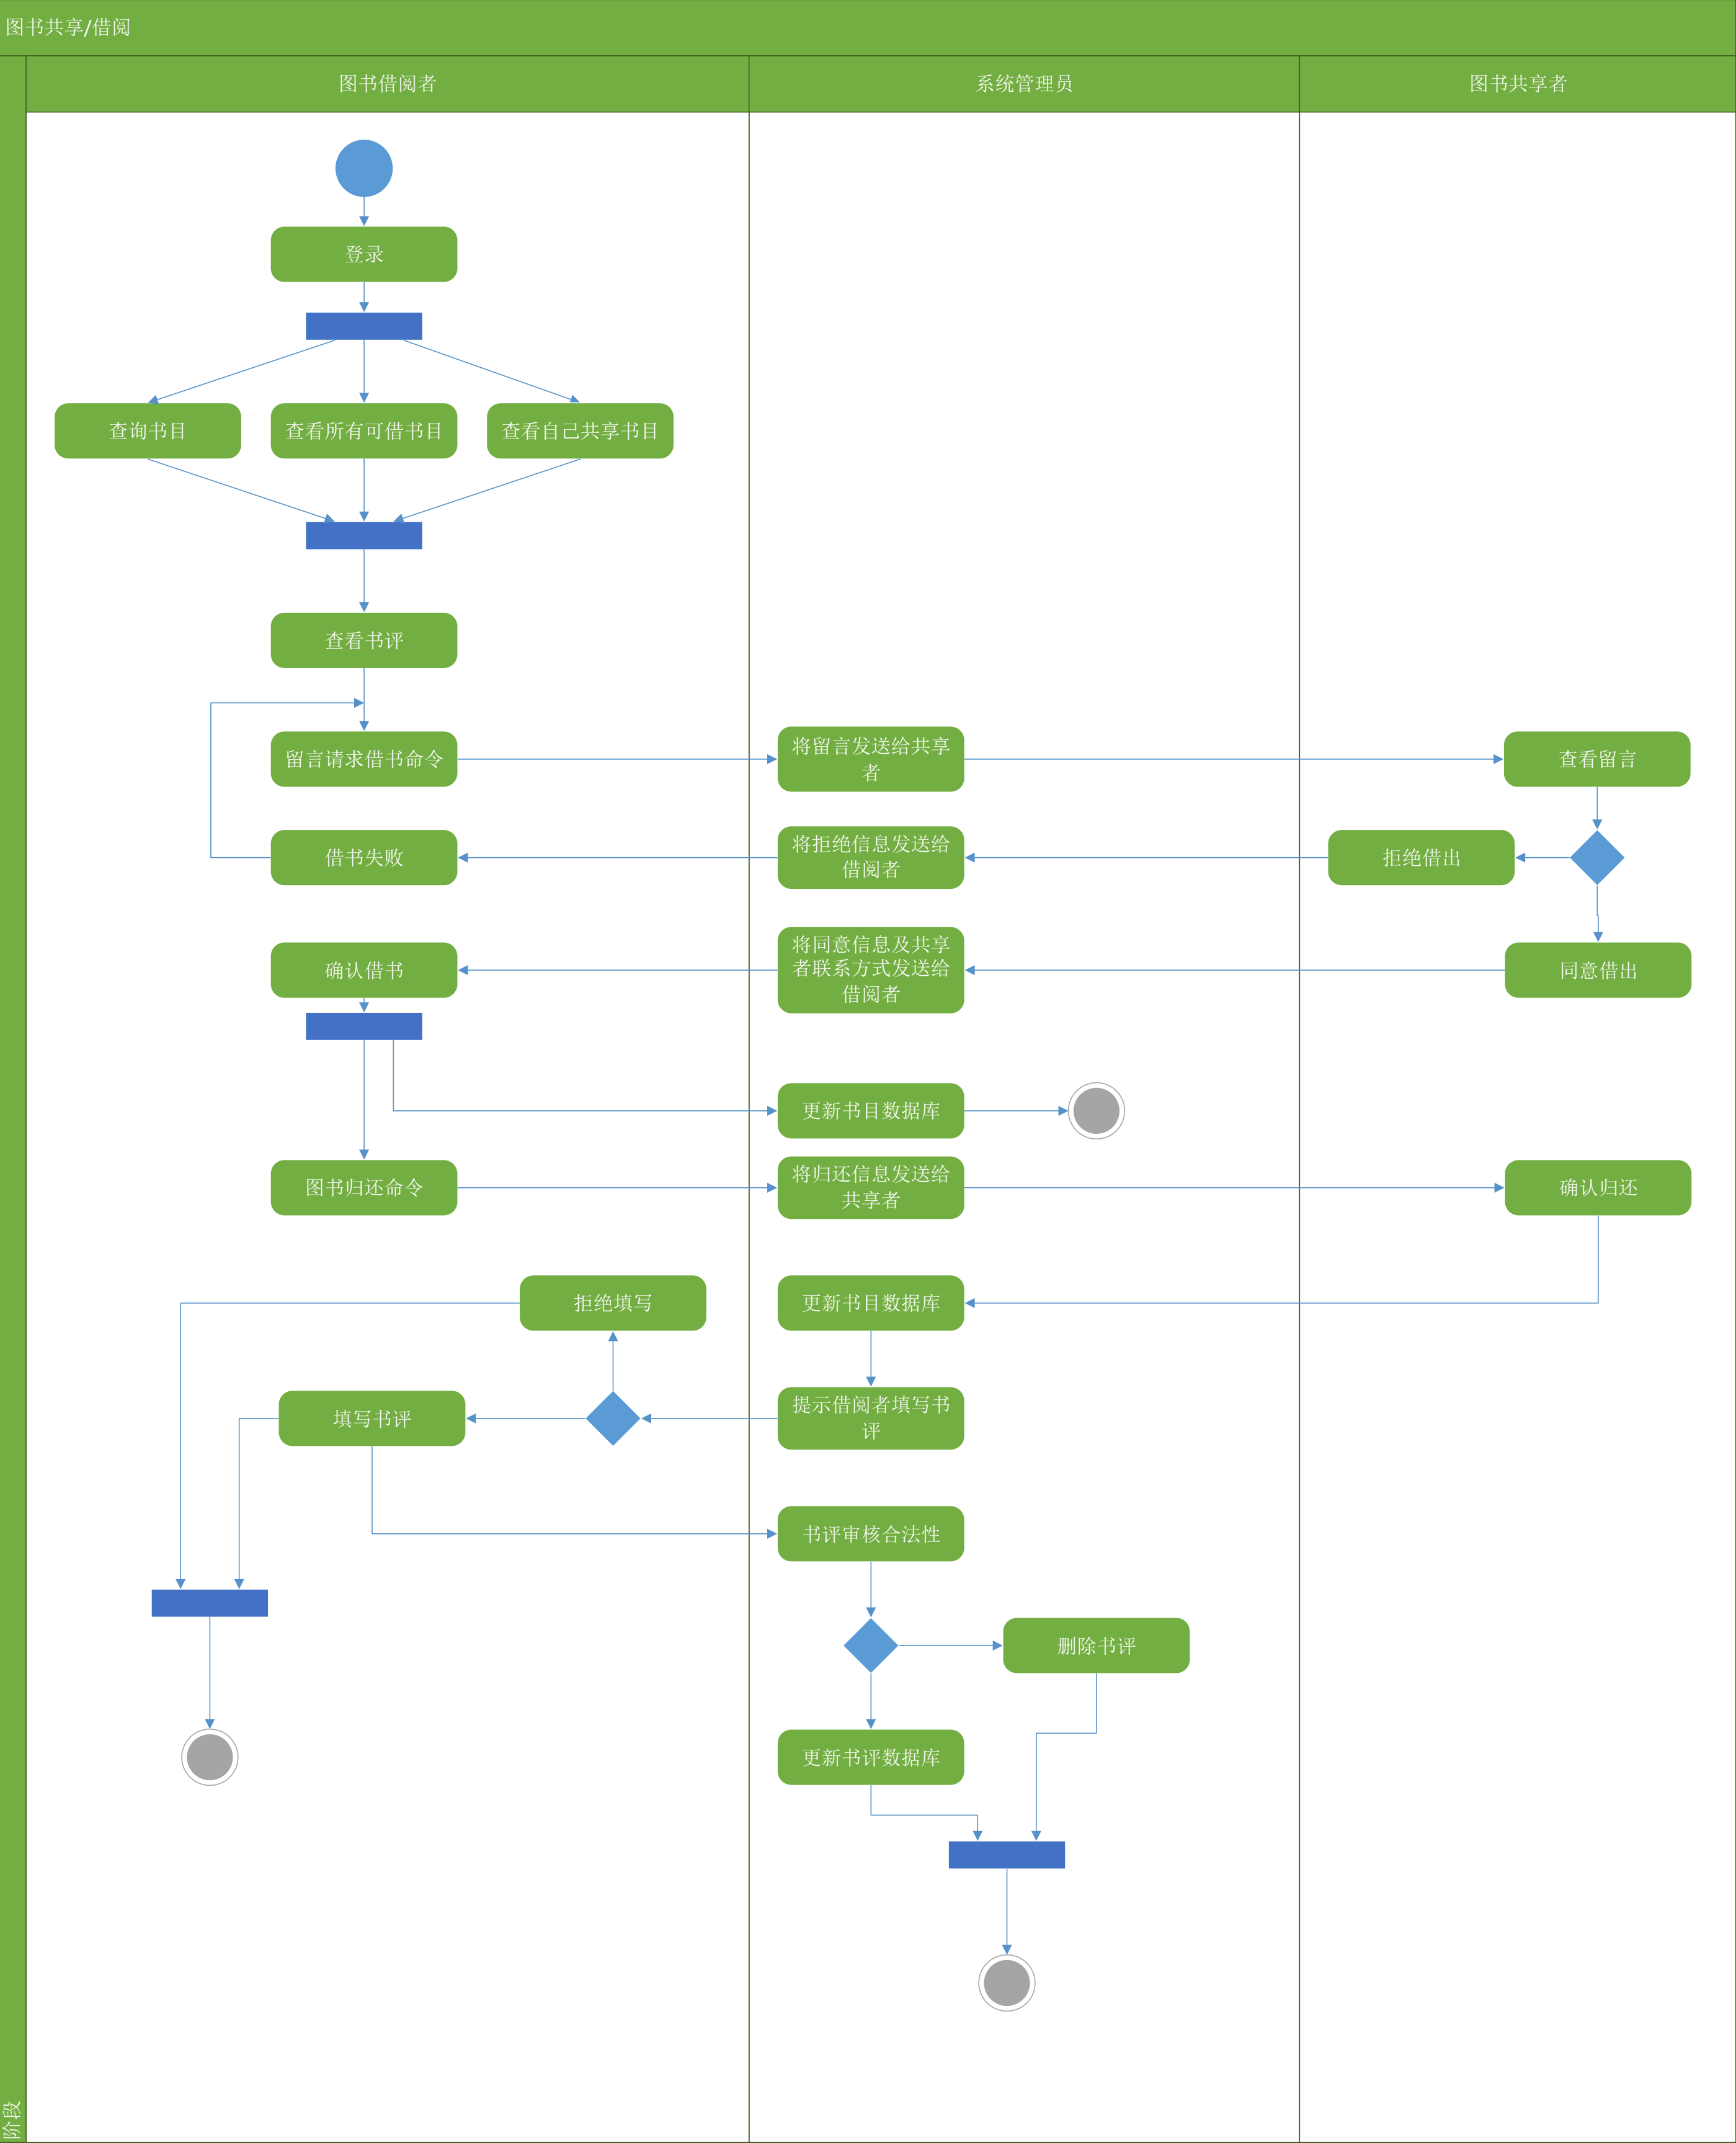 图书共享/借阅
图书借阅者
系统管理员
图书共享者
登录
查询书目
查看所有可借书目
查看自己共享书目
查看书评
留言请求借书命令
将留言发送给共享
者
查看留言
借书失败
将拒绝信息发送给
借阅者
拒绝借出
确认借书
将同意信息及共享
者联系方式发送给
借阅者
同意借出
更新书目数据库
图书归还命令
将归还信息发送给
共享者
确认归还
拒绝填写
更新书目数据库
填写书评
提示借阅者填写书
评
书评审核合法性
删除书评
更新书评数据库
阶段